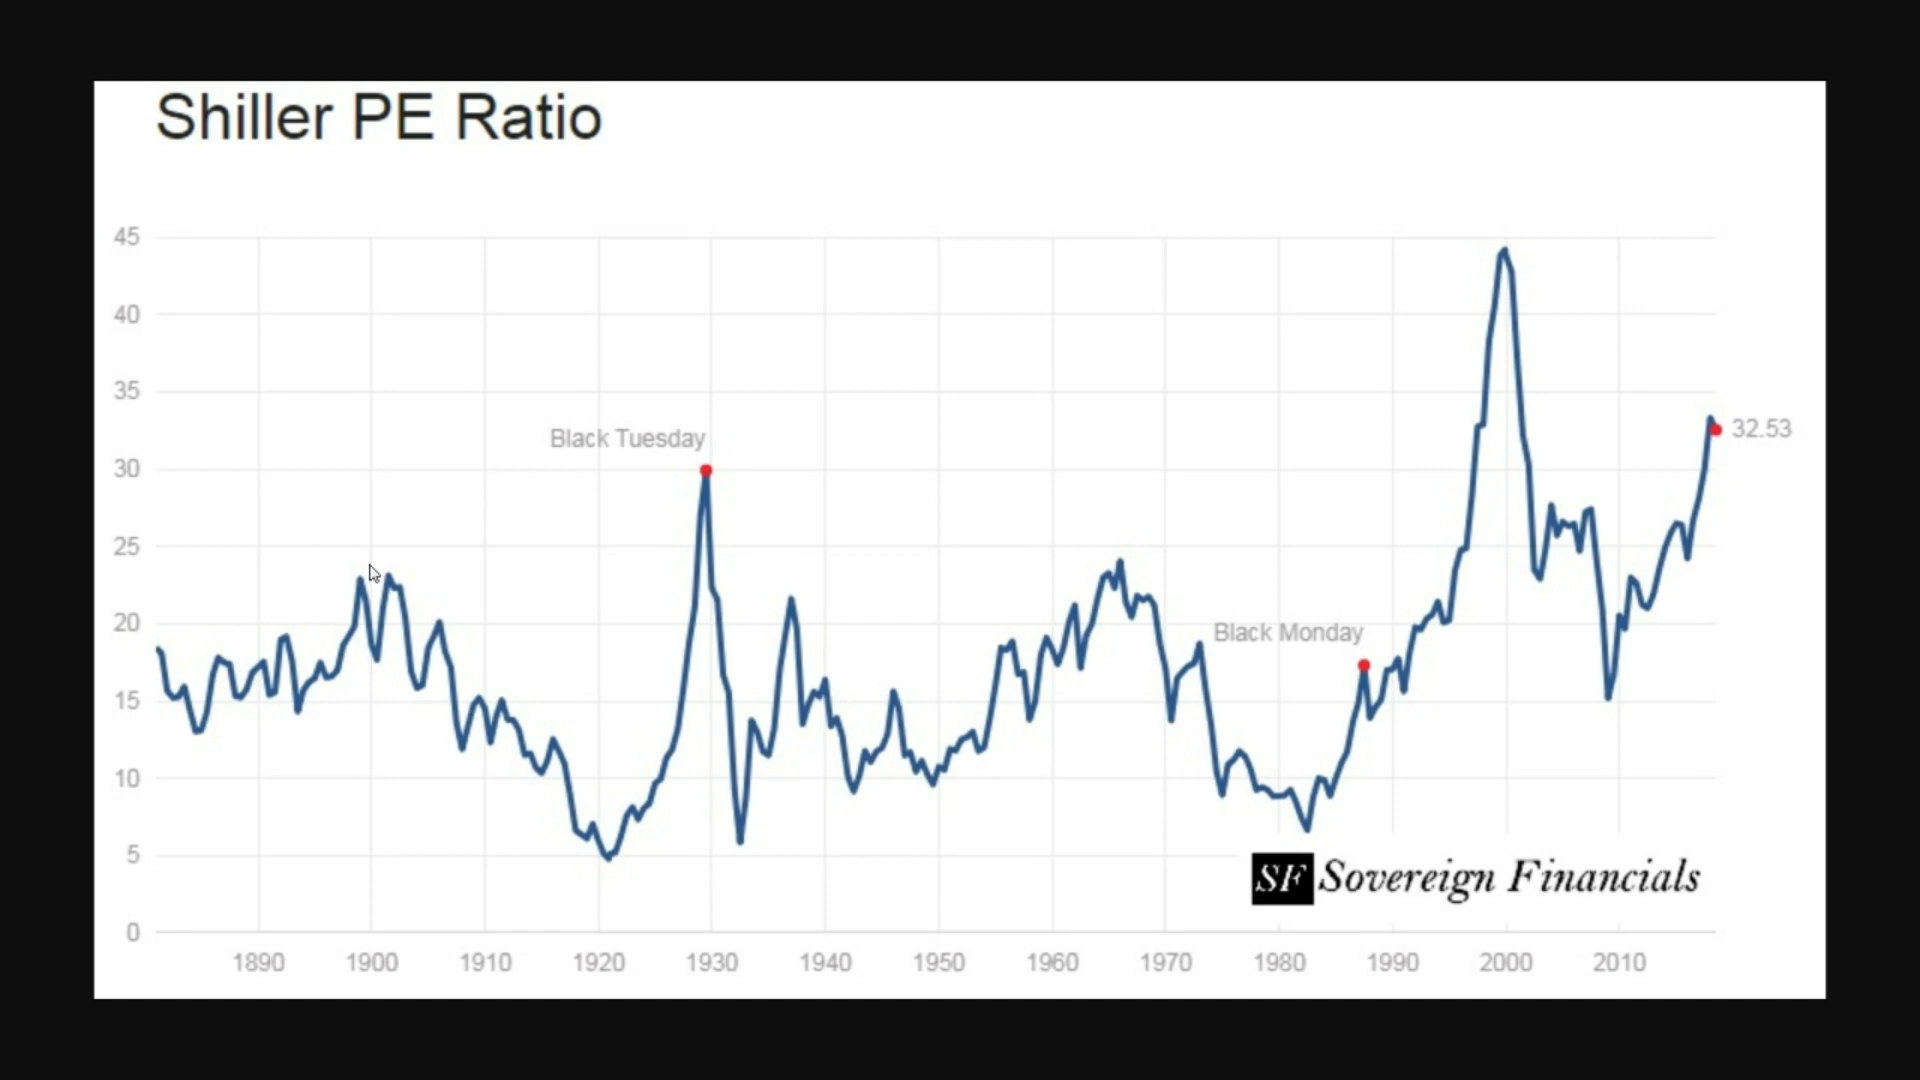 Shiller PE Ratio
45
40
35
30
25
20
15
10
5
0
Black Tuesday
32.53
Black Monday
SF Sovereign Financials
1890 1900 1910 1920 1930 1940 1950 1960 1970 1980 1990 2000 2010